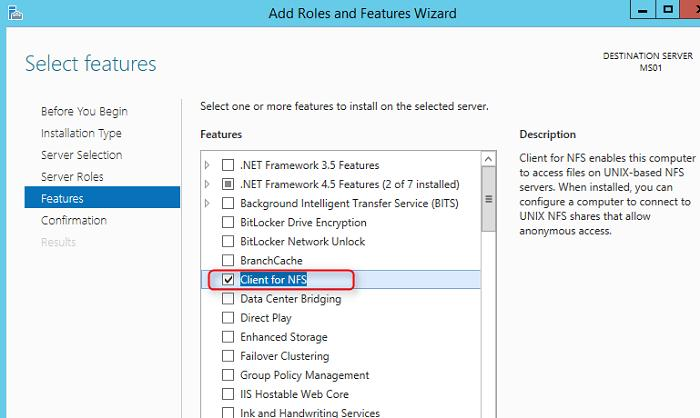 Add Roles and Features Wizard
Select features
DESTINATION SERVER
MS01
Before You Begin
Installation Type
Server Selection
Server Roles
Features
Confirmation
Results
Select one or more features to install on the selected server.
Features
.NET Framework 3.5 Features
.NET Framework 4.5 Features (2 of 7 installed)
Background Intelligent Transfer Service (BITS)
BitLocker Drive Encryption
BitLocker Network Unlock
BranchCache
Client for NFS
Data Center Bridging
Direct Play
Enhanced Storage
Failover Clustering
Group Policy Management
IIS Hostable Web Core
Ink and Handwriting Services
Description
Client for NFS enables this computer
to access files on UNIX-based NFS
servers. When installed, you can
configure a computer to connect to
UNIX NFS shares that allow
anonymous access.